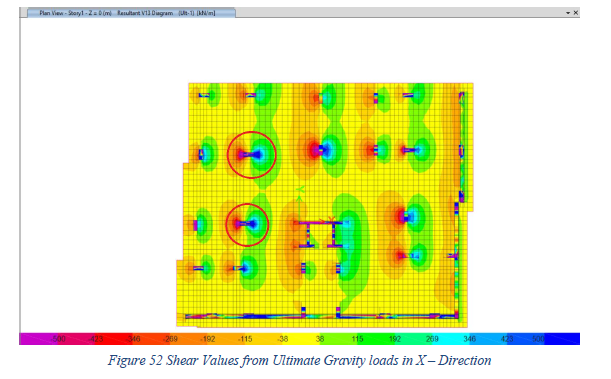 Plan View - Story1 - Z = 0 (m) Resultant V13 Diagram (Ult-1) [kN/m]
-500 -423 -346 -269 -192 -115 -38 38 115 192 269 346 423 500
Figure 52 Shear Values from Ultimate Gravity loads in X – Direction